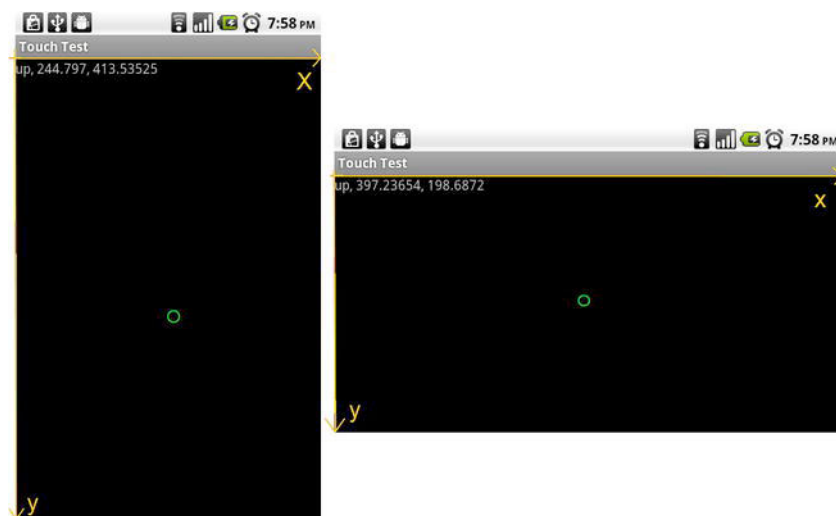 7:58 PM
Touch Test
up, 244.797, 413.53525
X
y
7:58 PM
Touch Test
up, 397.23654, 198.6872
x
y